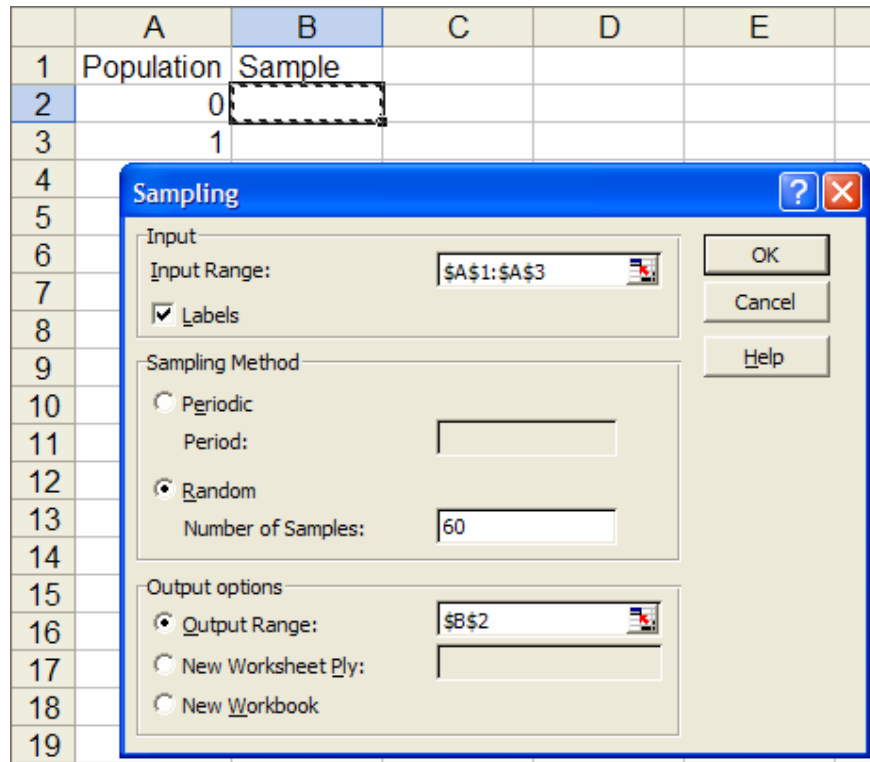 A B C D E
1 Population Sample
2 0
3 1
4
5
6
7
8
9
10
11
12
13
14
15
16
17
18
19
Sampling
Input
Input Range: $A$1:$A$3
Labels
OK
Cancel
Help
Sampling Method
Periodic
Period:
Random
Number of Samples: 60
Output options
Output Range: $B$2
New Worksheet Ply:
New Workbook